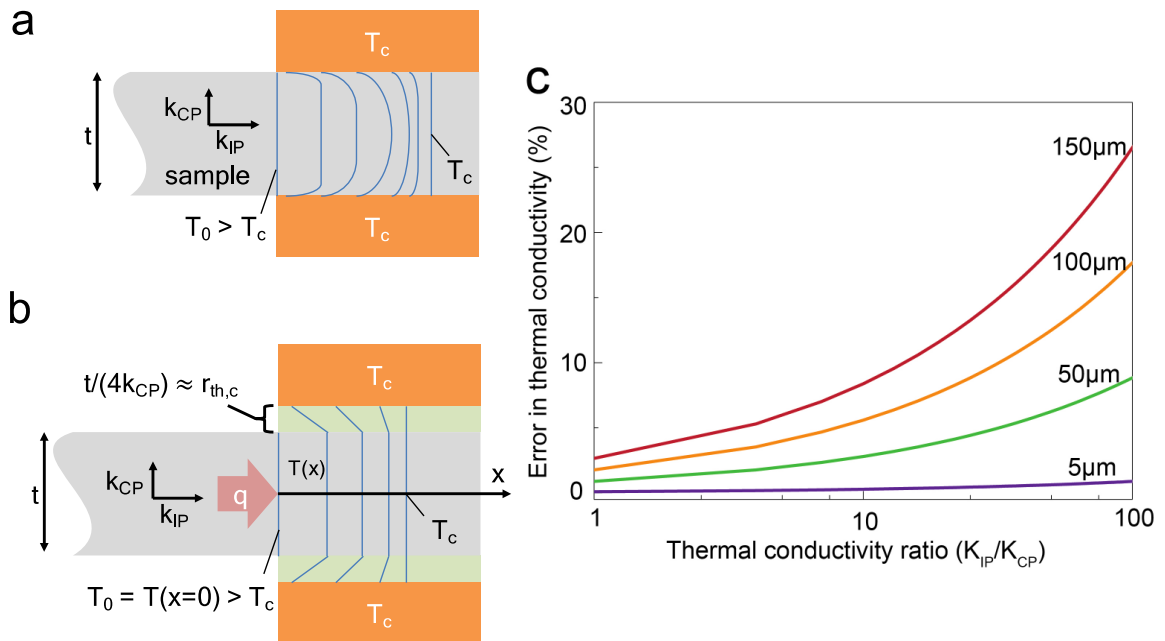 a
T_c
t
k_CP
k_IP
sample
T_c
T_0 > T_c
T_c
b
t/(4k_CP) ≈ r_th,c
T_c
T(x)
x
t
k_CP
k_IP
q
T_c
T_0 = T(x=0) > T_c
T_c
c
Error in thermal conductivity (%)
30
20
10
0
150μm
100μm
50μm
5μm
1
10
100
Thermal conductivity ratio (K_IP/K_CP)